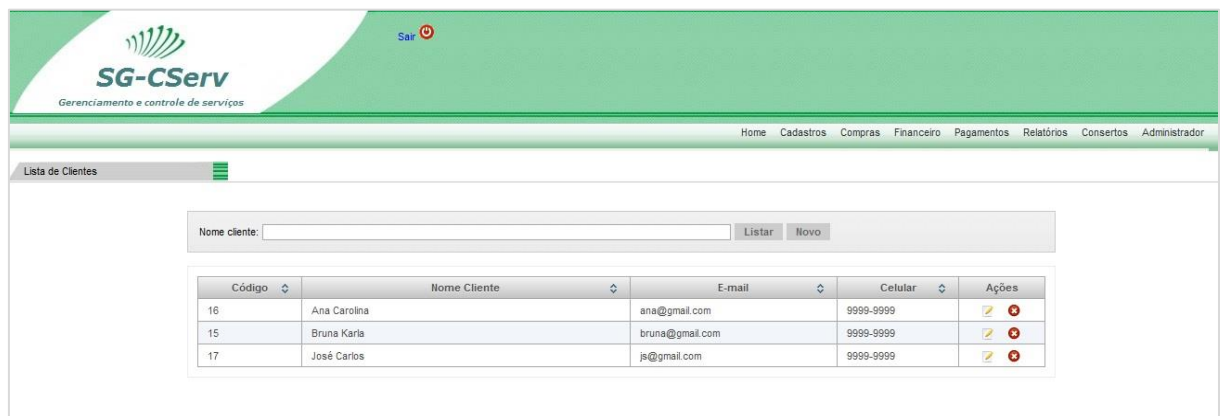 Sair
SG-CServ
Gerenciamento e controle de serviços
Home Cadastros Compras Financeiro Pagamentos Relatórios Consertos Administrador
Lista de Clientes
Nome cliente: Listar Novo
Código Nome Cliente E-mail Celular Ações
16 Ana Carolina ana@gmail.com 9999-9999
15 Bruna Karla bruna@gmail.com 9999-9999
17 José Carlos js@gmail.com 9999-9999